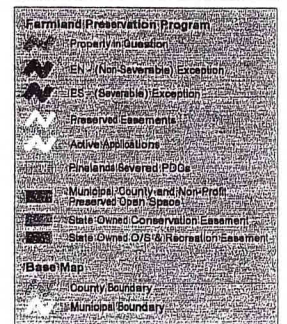 Farmland Preservation Program
Property in Question
EN - (Non-Severable) Exception
ES - (Severable) Exception
Preserved Easements
Active Applications
Pinelands Severed PDCs
Municipal, County and Non-Profit
Preserved Open Space
State Owned Conservation Easement
State Owned O/S & Recreation Easement
Base Map
County Boundary
Municipal Boundary